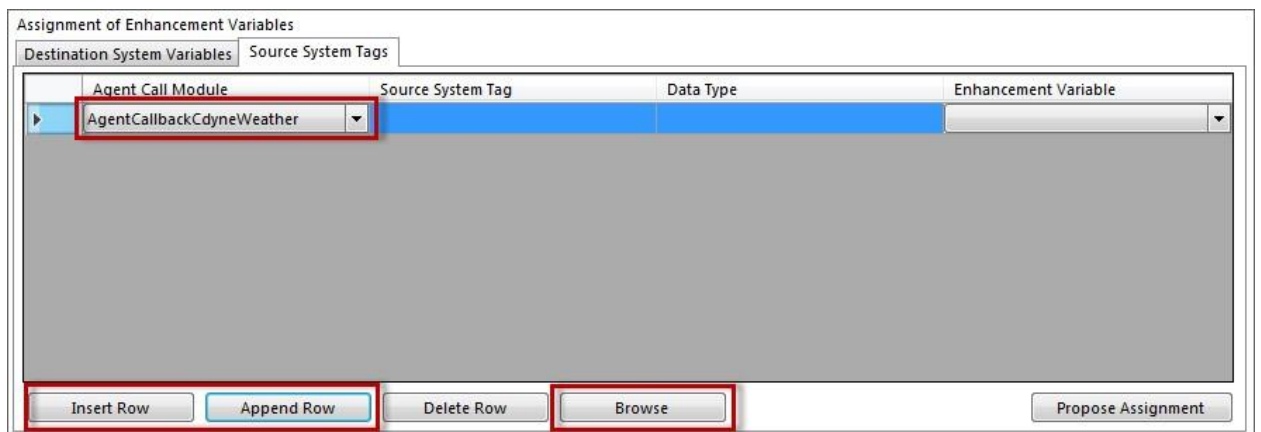 Assignment of Enhancement Variables
Destination System Variables Source System Tags
Agent Call Module Source System Tag Data Type Enhancement Variable
AgentCallbackCdyneWeather
Insert Row Append Row Delete Row Browse Propose Assignment